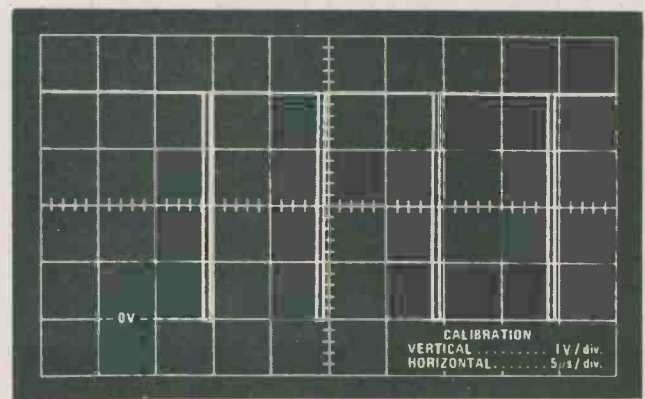 0V
CALIBRATION
VERTICAL .......... 1V/div.
HORIZONTAL ....... 5µs/div.